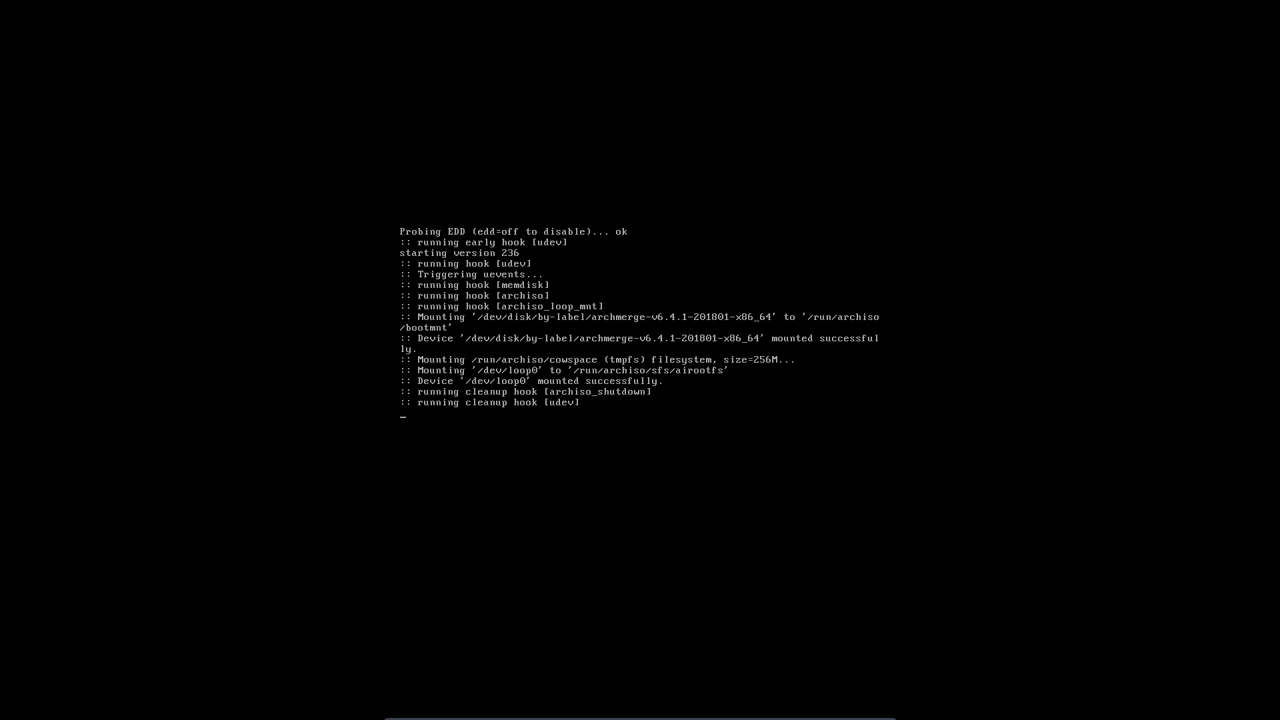 Probing EDD (edd=off to disable)... ok
:: running early hook [udev]
starting version 236
:: running hook [udev]
:: Triggering uevents...
:: running hook [memdisk]
:: running hook [archiso]
:: running hook [archiso_loop_mnt]
:: Mounting '/dev/disk/by-label/archmerge-v6.4.1-201801-x86_64' to '/run/archiso
/bootmnt'
:: Device '/dev/disk/by-label/archmerge-v6.4.1-201801-x86_64' mounted successful
ly.
:: Mounting /run/archiso/cowspace (tmpfs) filesystem, size=256M...
:: Mounting '/dev/loop0' to '/run/archiso/sfs/airootfs'
:: Device '/dev/loop0' mounted successfully.
:: running cleanup hook [archiso_shutdown]
:: running cleanup hook [udev]
_